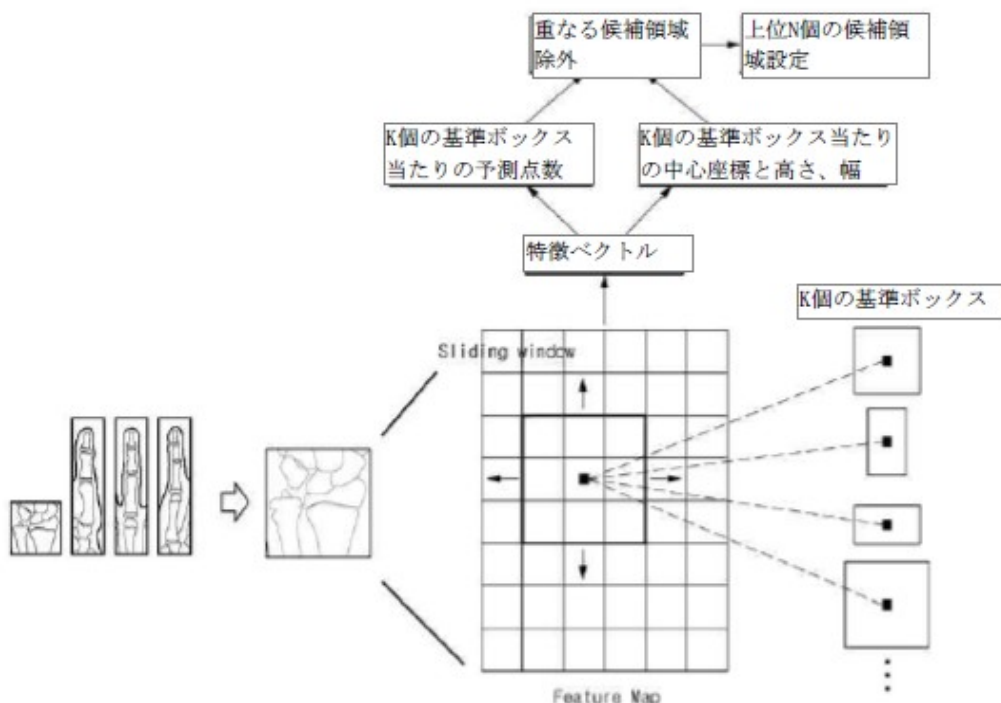 重なる候補領域
除外
上位N個の候補領
域設定
K個の基準ボックス
当たりの予測点数
K個の基準ボックス当たり
の中心座標と高さ、幅
特徴ベクトル
K個の基準ボックス
Sliding window
Feature Map